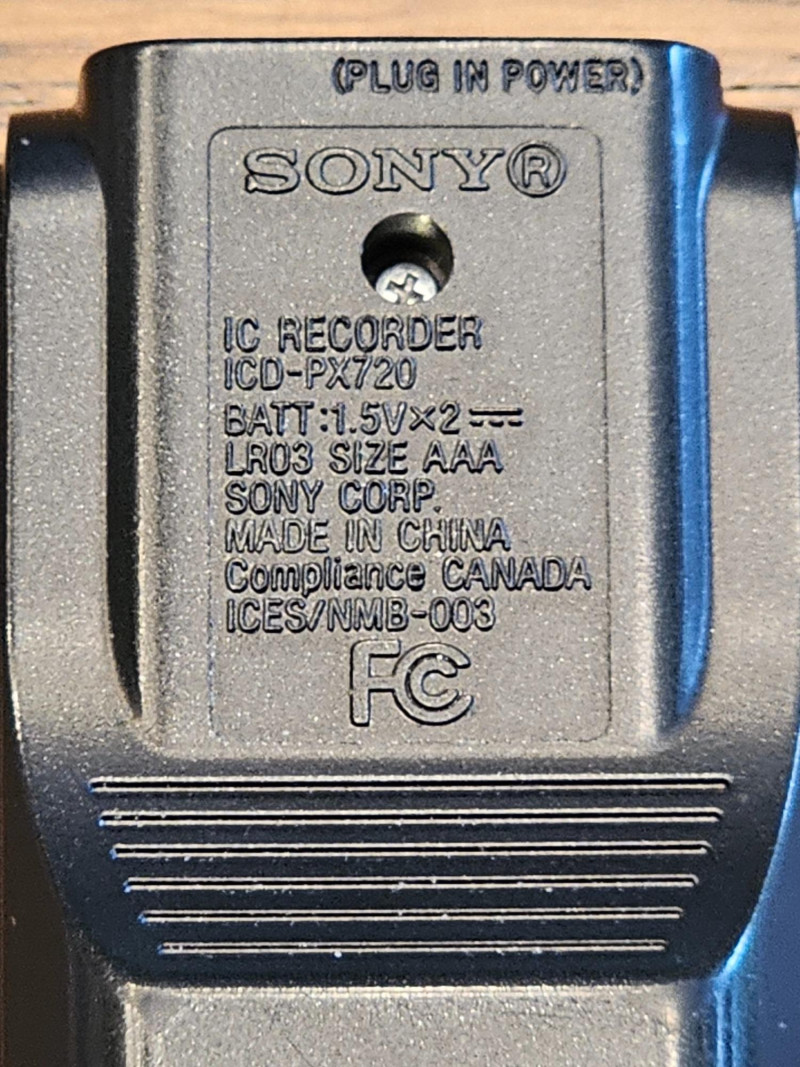 (PLUG IN POWER)
SONY®
IC RECORDER
ICD-PX720
BATT:1.5V×2⎓
LR03 SIZE AAA
SONY CORP.
MADE IN CHINA
Compliance CANADA
ICES/NMB-003
FC